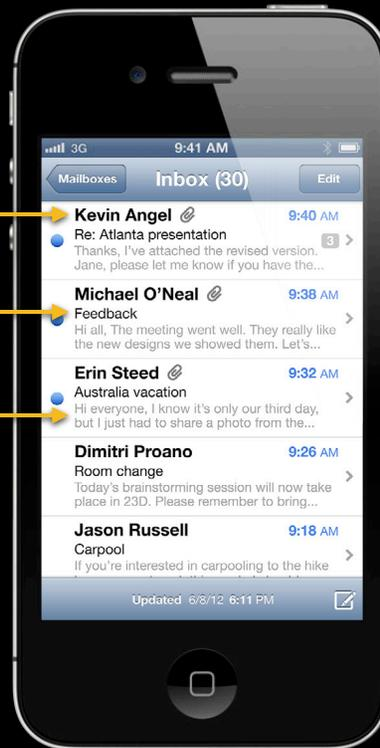 3G 9:41 AM
Mailboxes Inbox (30) Edit
Kevin Angel 9:40 AM
Re: Atlanta presentation
3
Thanks, I've attached the revised version.
Jane, please let me know if you have the...
Michael O'Neal 9:38 AM
Feedback
Hi all, The meeting went well. They really like
the new designs we showed them. Let's...
Erin Steed 9:32 AM
Australia vacation
Hi everyone, I know it's only our third day,
but I just had to share a photo from the...
Dimitri Proano 9:26 AM
Room change
Today's brainstorming session will now take
place in 23D. Please remember to bring...
Jason Russell 9:18 AM
Carpool
If you're interested in carpooling to the hike
Updated 6/8/12 6:11 PM